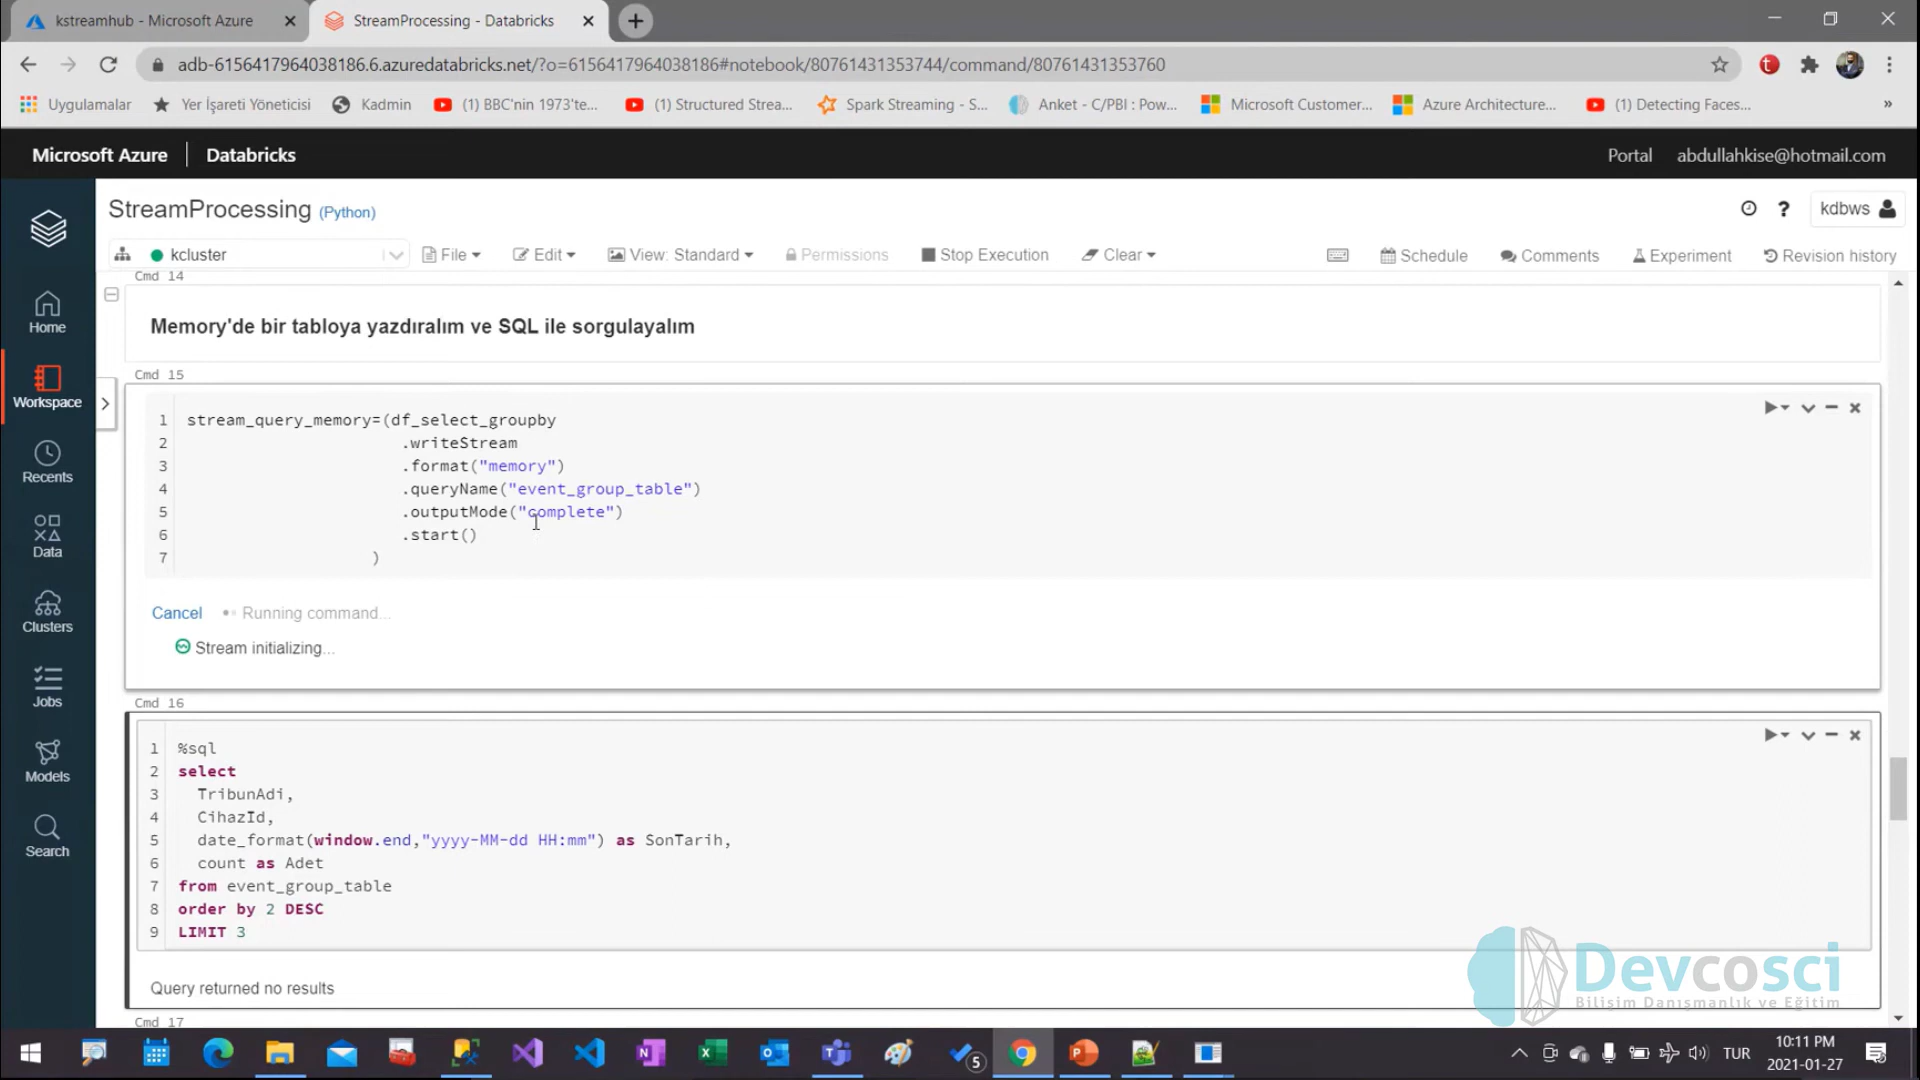 kstreamhub - Microsoft Azure
StreamProcessing - Databricks
adb-6156417964038186.6.azuredatabricks.net/?o=6156417964038186#notebook/80761431353744/command/80761431353760
Uygulamalar
Yer İşareti Yöneticisi
Kadmin
(1) BBC'nin 1973'te...
(1) Structured Strea...
Spark Streaming - S...
Anket - C/PBI : Pow...
Microsoft Customer...
Azure Architecture...
(1) Detecting Faces...
»
Microsoft Azure
Databricks
Portal
abdullahkise@hotmail.com
StreamProcessing (Python)
? kdbws
kcluster
File
Edit
View: Standard
Permissions
Stop Execution
Clear
Schedule
Comments
Experiment
Revision history
Home
Workspace
Recents
Data
Clusters
Jobs
Models
Search
Cmd 14
Memory'de bir tabloya yazdıralım ve SQL ile sorgulayalım
Cmd 15
1 stream_query_memory=(df_select_groupby
2 .writeStream
3 .format("memory")
4 .queryName("event_group_table")
5 .outputMode("complete")
6 .start()
7 )
Cancel Running command...
Stream initializing...
Cmd 16
1 %sql
2 select
3 TribunAdi,
4 CihazId,
5 date_format(window.end,"yyyy-MM-dd HH:mm") as SonTarih,
6 count as Adet
7 from event_group_table
8 order by 2 DESC
9 LIMIT 3
Query returned no results
Cmd 17
Devcosci
Bilişim Danışmanlık ve Eğitim
5
TUR
10:11 PM
2021-01-27